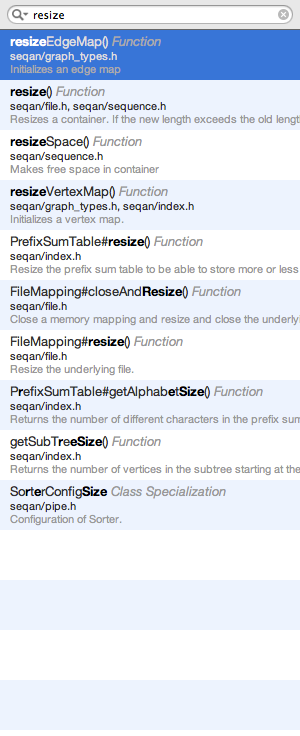 resize
resizeEdgeMap() Function
seqan/graph_types.h
Initializes an edge map
resize() Function
seqan/file.h, seqan/sequence.h
Resizes a container. If the new length exceeds the old length
resizeSpace() Function
seqan/sequence.h
Makes free space in container
resizeVertexMap() Function
seqan/graph_types.h, seqan/index.h
Initializes a vertex map.
PrefixSumTable#resize() Function
seqan/index.h
Resize the prefix sum table to be able to store more or less
FileMapping#closeAndResize() Function
seqan/file.h
Close a memory mapping and resize and close the underlyi
FileMapping#resize() Function
seqan/file.h
Resize the underlying file.
PrefixSumTable#getAlphabetSize() Function
seqan/index.h
Returns the number of different characters in the prefix sum
getSubTreeSize() Function
seqan/index.h
Returns the number of vertices in the subtree starting at the
SorterConfigSize Class Specialization
seqan/pipe.h
Configuration of Sorter.